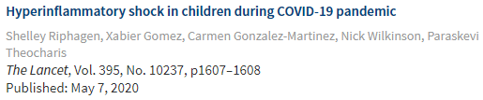 Hyperinflammatory shock in children during COVID-19 pandemic
Shelley Riphagen, Xabier Gomez, Carmen Gonzalez-Martinez, Nick Wilkinson, Paraskevi
Theocharis
The Lancet, Vol. 395, No. 10237, p1607–1608
Published: May 7, 2020